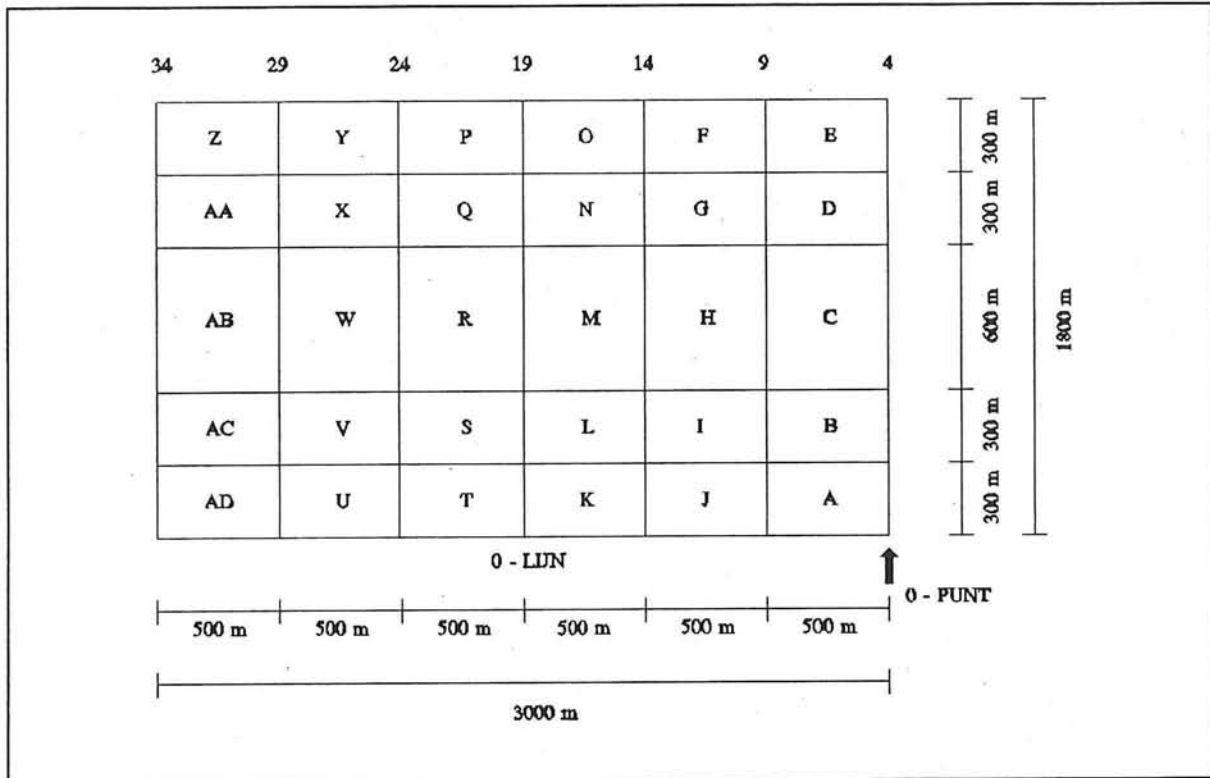 34 29 24 19 14 9 4
Z Y P O F E
300 m
AA X Q N G D
300 m
AB W R M H C
600 m
1800 m
AC V S L I B
300 m
AD U T K J A
300 m
0 - LIJN
0 - PUNT
500 m 500 m 500 m 500 m 500 m 500 m
3000 m